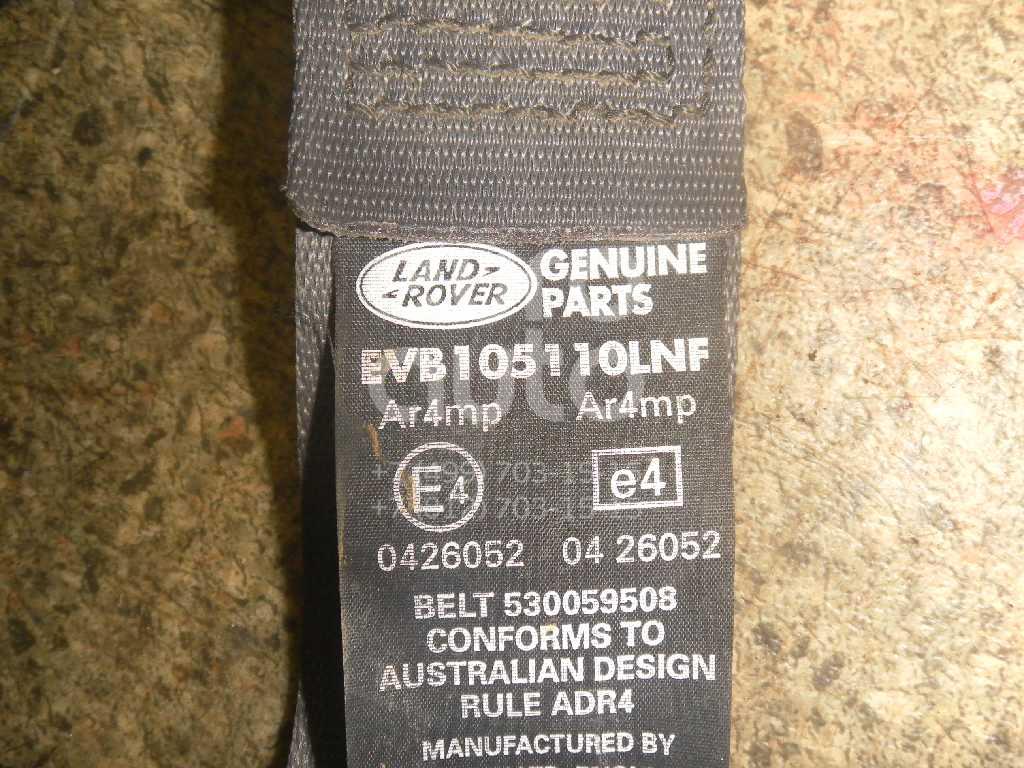 LAND ROVER
GENUINE PARTS
EVB105110LNF
Ar4mp Ar4mp
E4 e4
0426052 04 26052
BELT 530059508
CONFORMS TO
AUSTRALIAN DESIGN
RULE ADR4
MANUFACTURED BY